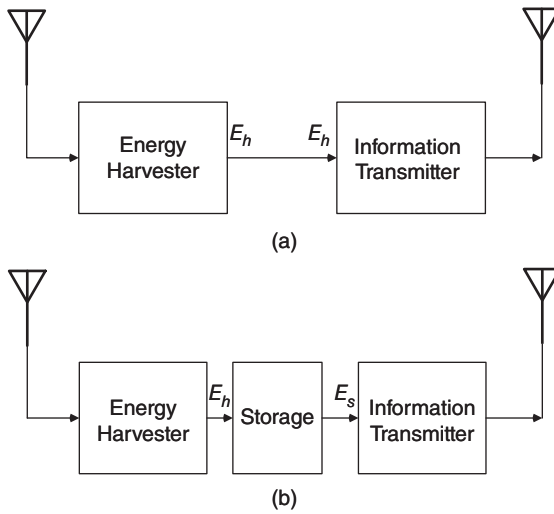 Energy
Harvester
E_h
E_h
Information
Transmitter
(a)
Energy
Harvester
E_h
Storage
E_s
Information
Transmitter
(b)